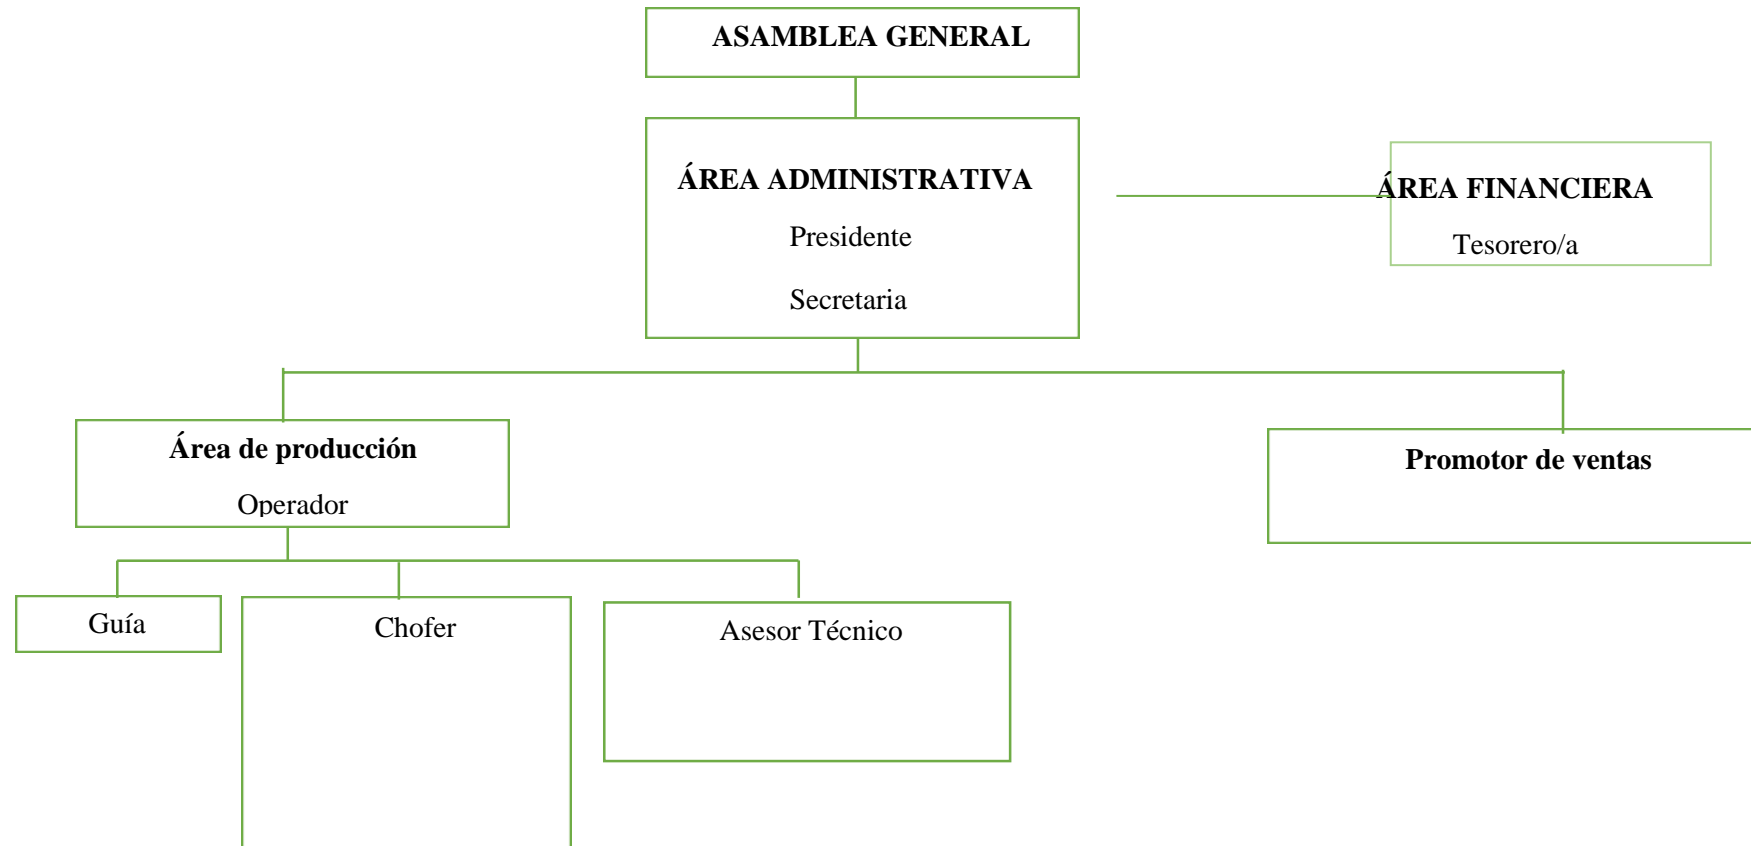 ASAMBLEA GENERAL
ÁREA ADMINISTRATIVA
Presidente
Secretaria
ÁREA FINANCIERA
Tesorero/a
Área de producción
Operador
Promotor de ventas
Guía
Chofer
Asesor Técnico